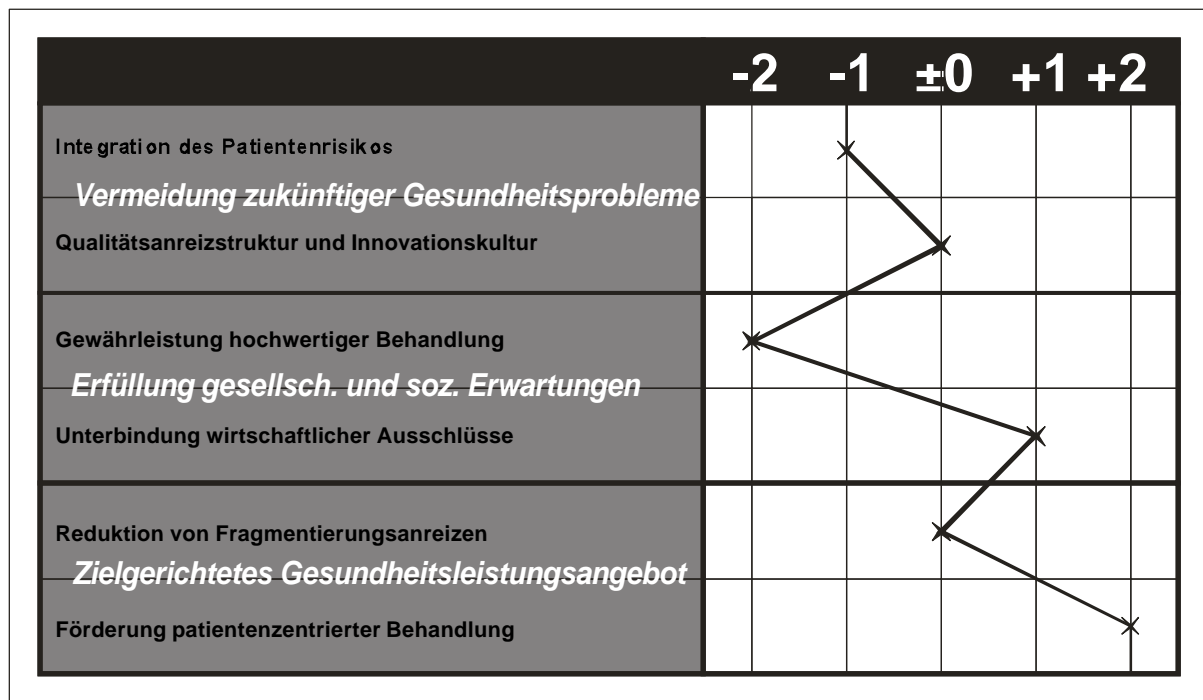 -2 -1 ±0 +1 +2
Integration des Patientenrisikos
Vermeidung zukünftiger Gesundheitsprobleme
Qualitätsanreizstruktur und Innovationskultur
Gewährleistung hochwertiger Behandlung
Erfüllung gesellsch. und soz. Erwartungen
Unterbindung wirtschaftlicher Ausschlüsse
Reduktion von Fragmentierungsanreizen
Zielgerichtetes Gesundheitsleistungsangebot
Förderung patientenzentrierter Behandlung